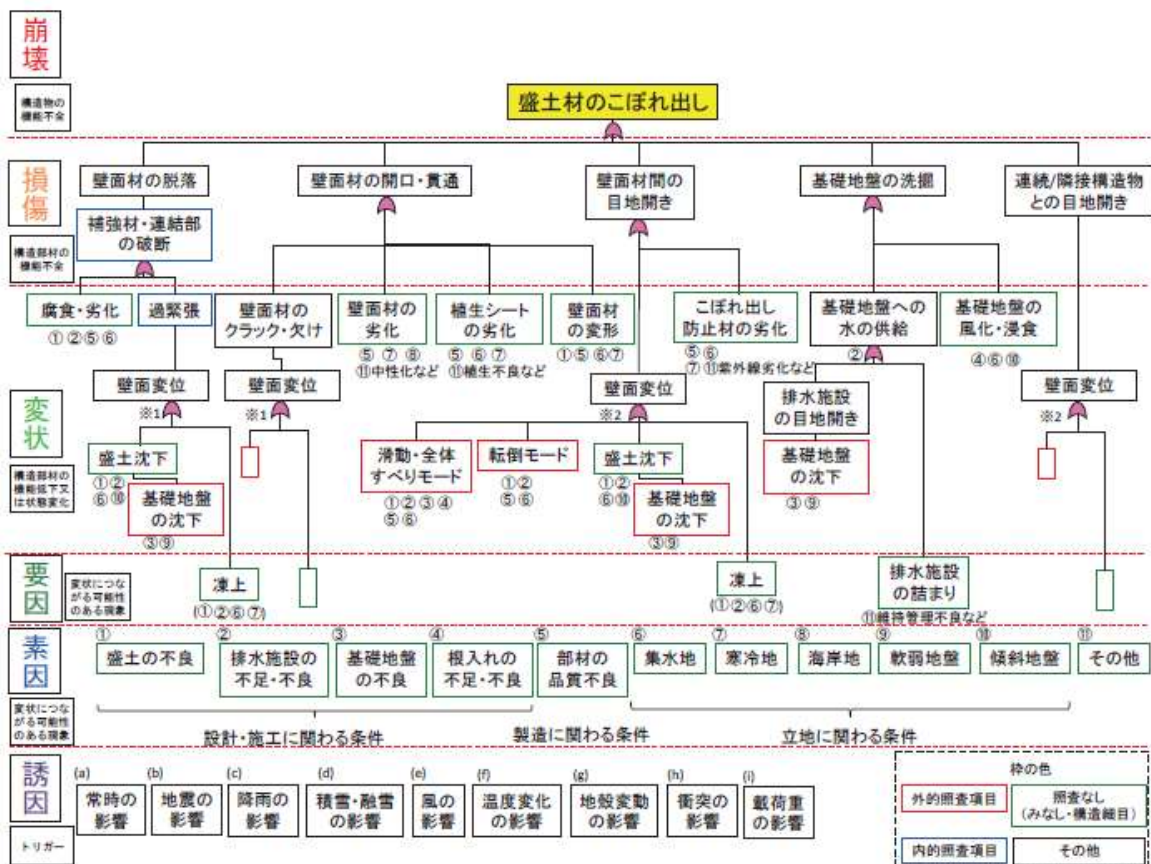 崩
壊
構造物の
機能不全
盛土材のこぼれ出し
損
傷
構造部材の
機能不全
壁面材の脱落
壁面材の開口・貫通
壁面材間の
目地開き
基礎地盤の洗掘
連続/隣接構造物
との目地開き
補強材・連結部
の破断
腐食・劣化
①②⑤⑥
過緊張
壁面材の
クラック・欠け
壁面材の
劣化
⑤ ⑦ ⑧
⑪中性化など
植生シート
の劣化
⑤ ⑥ ⑦
⑪植生不良など
壁面材
の変形
①⑤⑥⑦
こぼれ出し
防止材の劣化
⑤⑥
⑦⑪紫外線劣化など
基礎地盤への
水の供給
②
基礎地盤の
風化・浸食
④⑥⑩
変
状
構造部材の
機能低下又
は状態変化
壁面変位
※1
壁面変位
※1
壁面変位
※2
排水施設
の目地開き
壁面変位
※2
盛土沈下
①②
⑥⑩
基礎地盤
の沈下
③⑨
滑動・全体
すべりモード
①②③④
⑤⑥
転倒モード
①②
⑤⑥
盛土沈下
①②
⑥⑩
基礎地盤
の沈下
③⑨
基礎地盤
の沈下
③⑨
要
因
変状につな
がる可能性
のある現象
凍上
(①②⑥⑦)
凍上
(①②⑥⑦)
排水施設
の詰まり
⑪維持管理不良など
素
因
変状につな
がる可能性
のある現象
①
盛土の不良
②
排水施設の
不足・不良
③
基礎地盤
の不良
④
根入れの
不足・不良
⑤
部材の
品質不良
⑥
集水地
⑦
寒冷地
⑧
海岸地
⑨
軟弱地盤
⑩
傾斜地盤
⑪
その他
設計・施工に関わる条件
製造に関わる条件
立地に関わる条件
誘
因
トリガー
(a)
常時の
影響
(b)
地震の
影響
(c)
降雨の
影響
(d)
積雪・融雪
の影響
(e)
風の
影響
(f)
温度変化
の影響
(g)
地殻変動
の影響
(h)
衝突の
影響
(i)
載荷重
の影響
枠の色
外的照査項目
照査なし
(みなし・構造細目)
内的照査項目
その他